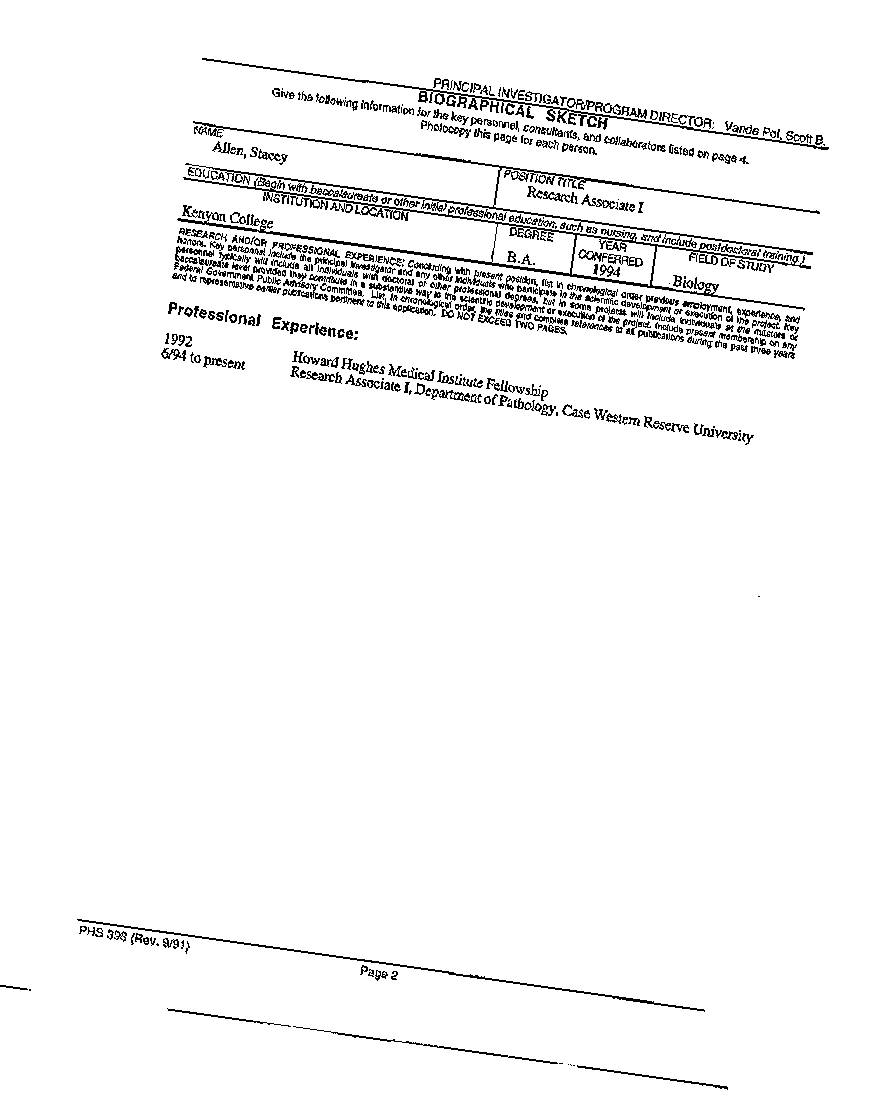 PRINCIPAL INVESTIGATOR/PROGRAM DIRECTOR: Vande Pol, Scott B.
BIOGRAPHICAL SKETCH
Give the following information for the key personnel, consultants, and collaborators listed on page 4.
Photocopy this page for each person.
NAME
Allen, Stacey
POSITION TITLE
Research Associate I
EDUCATION (Begin with baccalaureate or other initial professional education, such as nursing, and include postdoctoral training.)
INSTITUTION AND LOCATION
DEGREE
YEAR
CONFERRED
FIELD OF STUDY
Kenyon College
B.A.
1994
Biology
RESEARCH AND/OR PROFESSIONAL EXPERIENCE: Concluding with present position, list in chronological order previous employment, experience, and
honors. Key personnel include the principal investigator and any other individuals who participate in the scientific development or execution of the project. Key
personnel typically will include all individuals with doctoral or other professional degrees, but in some projects will include individuals at the masters or
baccalaureate level provided they contribute in a substantive way to the scientific development or execution of the project. Include present membership on any
Federal Government Public Advisory Committee. List, in chronological order, the titles and complete references to all publications during the past three years
and to representative earlier publications pertinent to this application. DO NOT EXCEED TWO PAGES.
Professional Experience:
1992 Howard Hughes Medical Institute Fellowship
6/94 to present Research Associate I, Department of Pathology, Case Western Reserve University
PHS 398 (Rev. 9/91)
Page 2